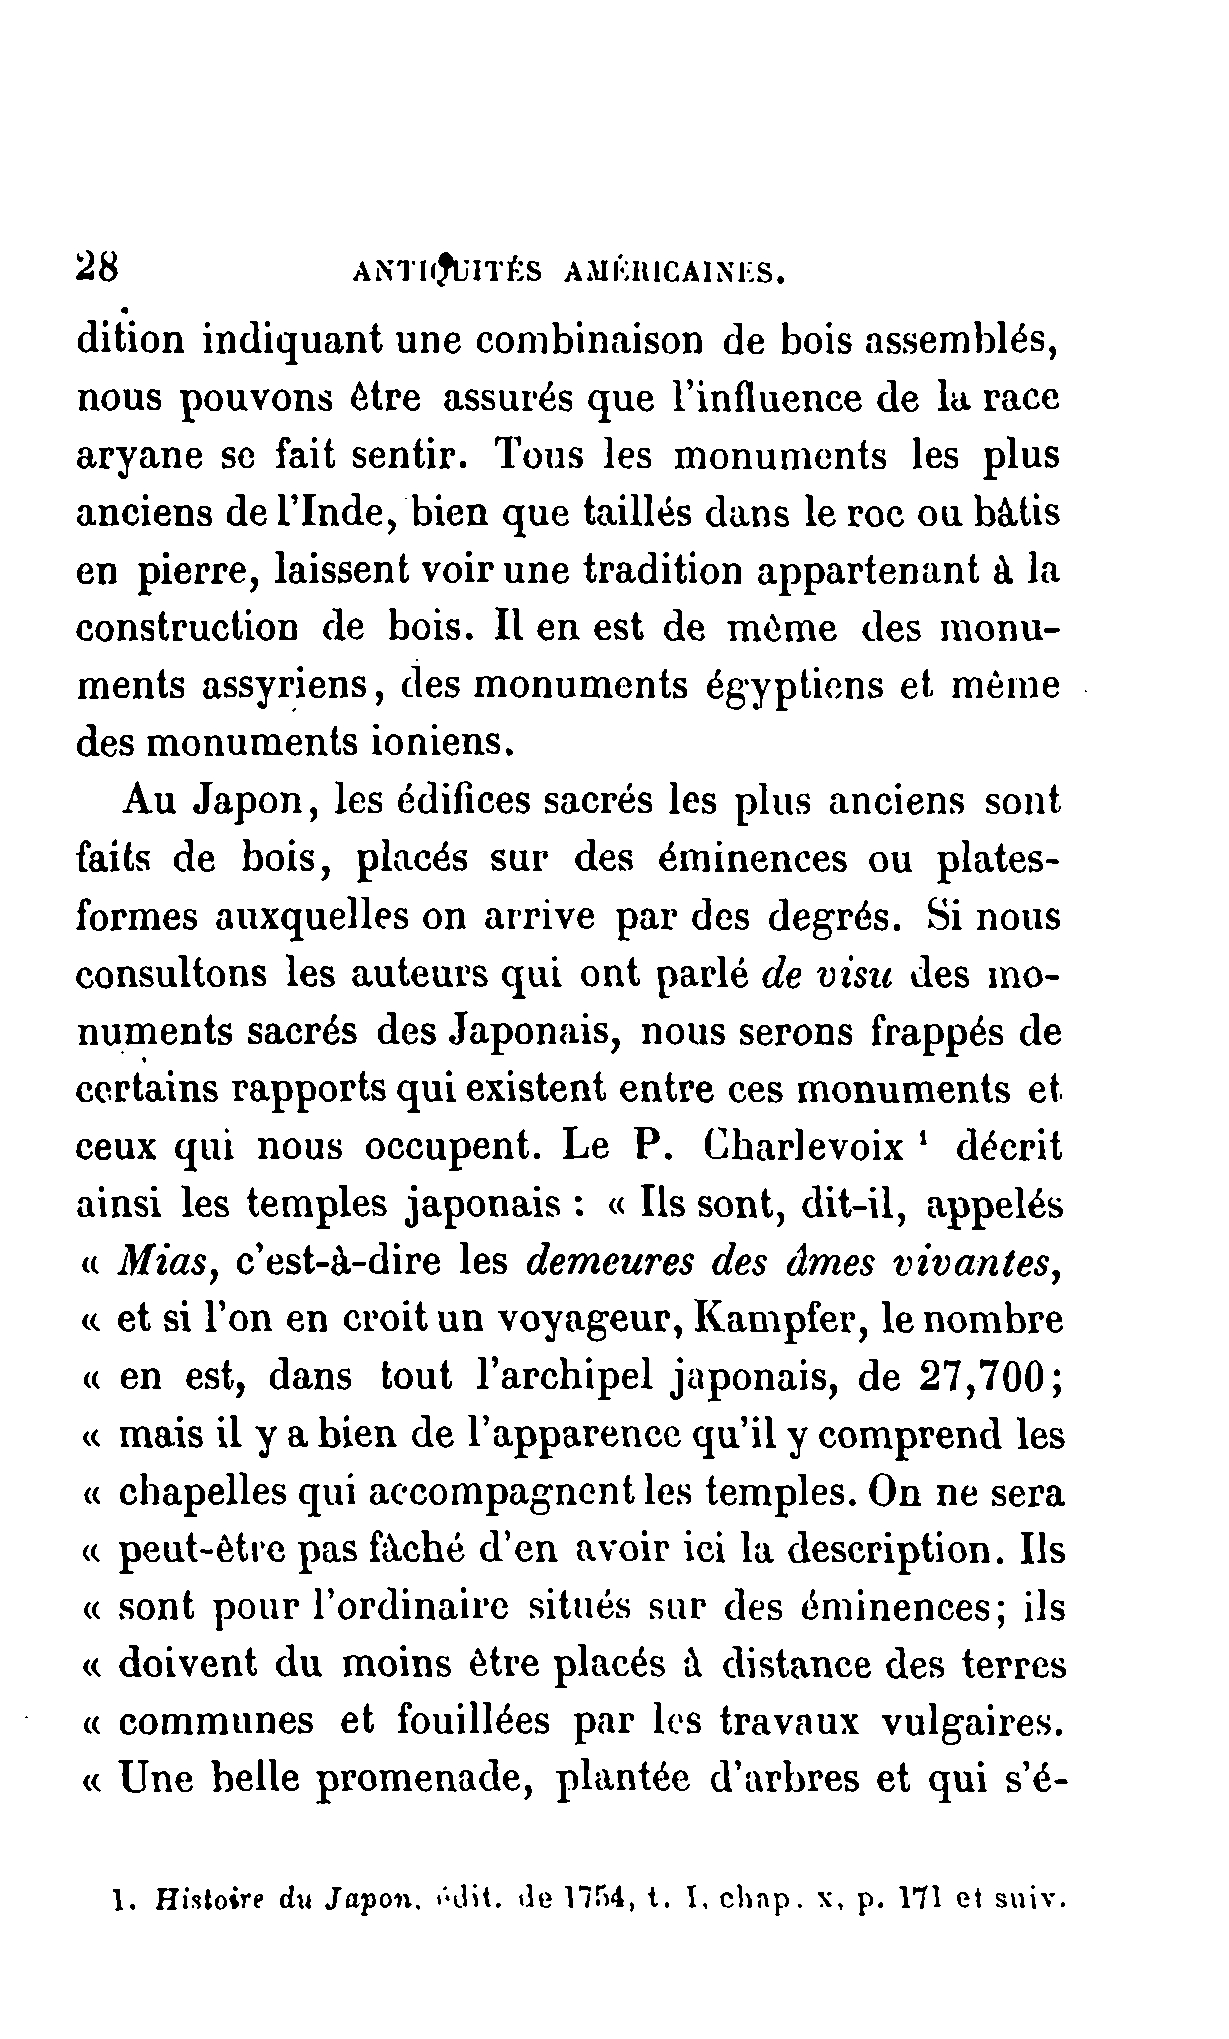 28 ANTIQUITÉS AMÉRICAINES.
dition indiquant une combinaison de bois assemblés,
nous pouvons être assurés que l'influence de la race
aryane se fait sentir. Tous les monuments les plus
anciens de l'Inde, bien que taillés dans le roc ou bâtis
en pierre, laissent voir une tradition appartenant à la
construction de bois. Il en est de même des monu-
ments assyriens, des monuments égyptiens et même
des monuments ioniens.
Au Japon, les édifices sacrés les plus anciens sont
faits de bois, placés sur des éminences ou plates-
formes auxquelles on arrive par des degrés. Si nous
consultons les auteurs qui ont parlé de visu des mo-
numents sacrés des Japonais, nous serons frappés de
certains rapports qui existent entre ces monuments et
ceux qui nous occupent. Le P. Charlevoix ¹ décrit
ainsi les temples japonais : « Ils sont, dit-il, appelés
« Mias, c'est-à-dire les demeures des âmes vivantes,
« et si l'on en croit un voyageur, Kampfer, le nombre
« en est, dans tout l'archipel japonais, de 27,700;
« mais il y a bien de l'apparence qu'il y comprend les
« chapelles qui accompagnent les temples. On ne sera
« peut-être pas fâché d'en avoir ici la description. Ils
« sont pour l'ordinaire situés sur des éminences; ils
« doivent du moins être placés à distance des terres
« communes et fouillées par les travaux vulgaires.
« Une belle promenade, plantée d'arbres et qui s'é-
1. Histoire du Japon, édit. de 1754, t. I, chap. x, p. 171 et suiv.